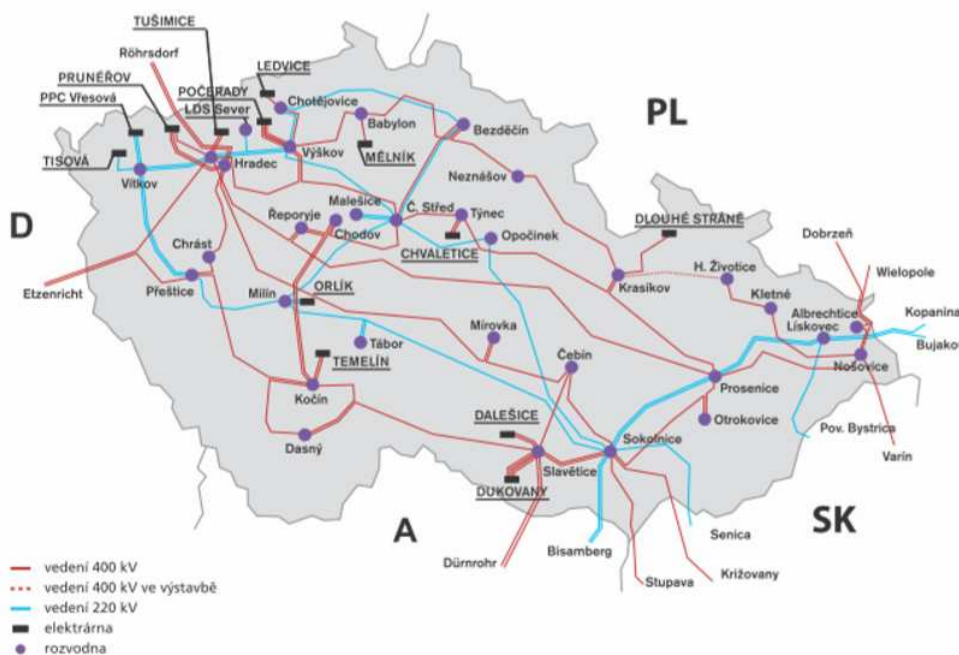 TUŠIMICE
Röhrsdorf
LEDVICE
PRUNÉŘOV
POČERADY
Chotějovice
PPC Vřesová
LDS Sever
Babylon
Bezděčín
PL
TISOVÁ
Výškov
MĚLNÍK
Hradec
Vítkov
Neznášov
Malešice
Č. Střed
Týnec
DLOUHÉ STRÁNĚ
D
Řeporyje
Chodov
Opočínek
Dobrzeň
Chrást
CHVALETICE
Wielopole
H. Životice
Etzenricht
Přeštice
Milín
ORLÍK
Krasíkov
Kletné
Albrechtice
Kopanina
Lískovec
Mírovka
Bujakov
Tábor
Čebín
Nošovice
TEMELÍN
Prosenice
Kočín
DALEŠICE
Otrokovice
Sokolnice
Pov. Bystrica
Dasný
Varín
Slavětice
DUKOVANY
SK
A
Senica
Bisamberg
Dürnrohr
Križovany
Stupava
vedení 400 kV
vedení 400 kV ve výstavbě
vedení 220 kV
elektrárna
rozvodna